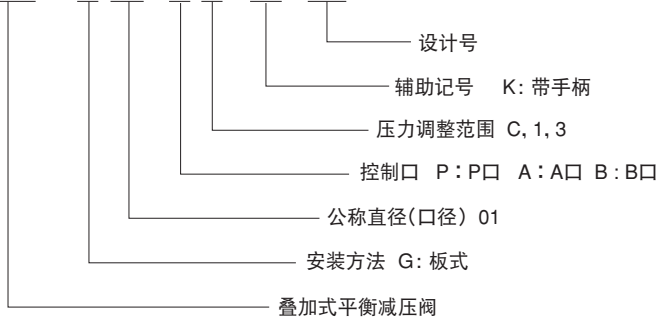 设计号
辅助记号 K: 带手柄
压力调整范围 C, 1, 3
控制口 P：P口 A：A口 B : B口
公称直径(口径) 01
安装方法 G: 板式
叠加式平衡减压阀